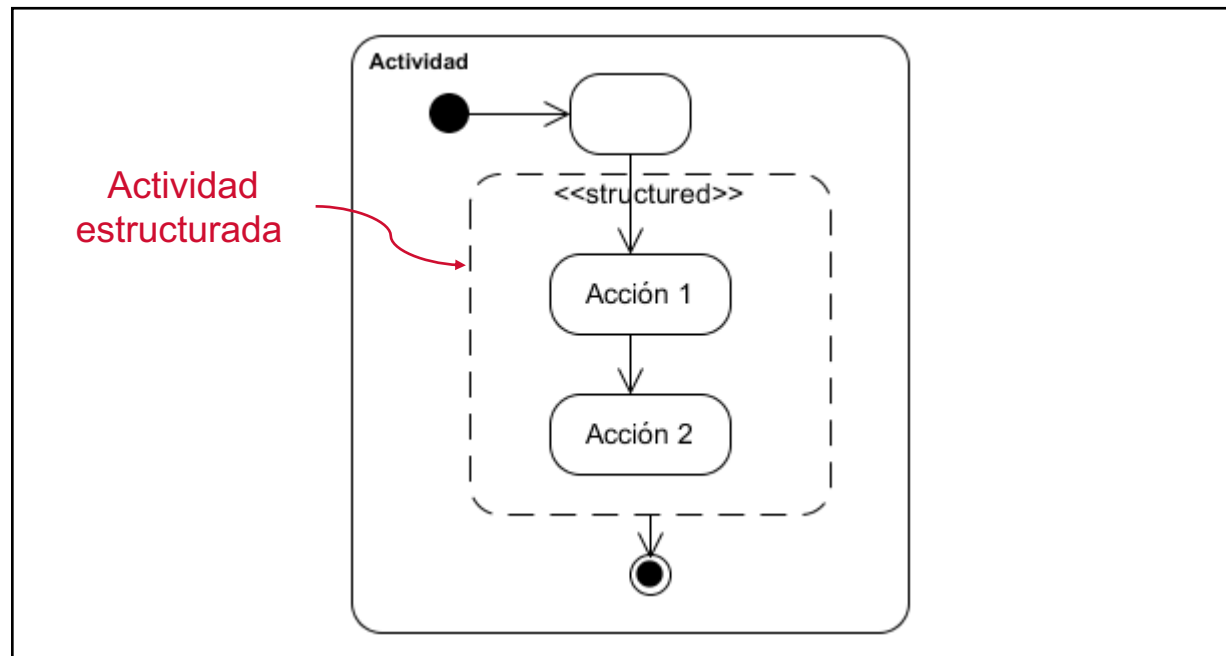 Actividad
Actividad
estructurada
<<structured>>
Acción 1
Acción 2